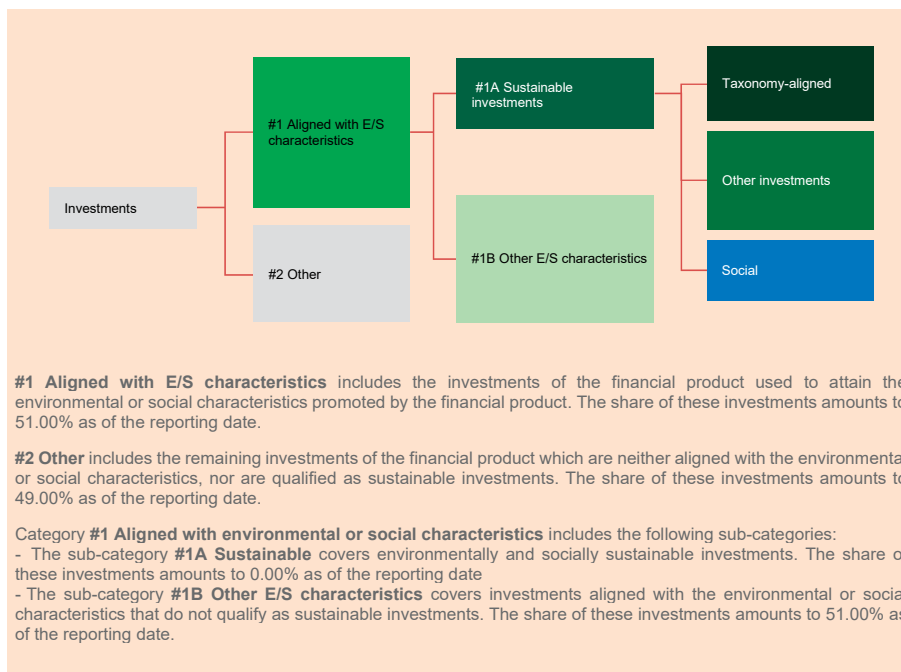 Investments
#1 Aligned with E/S
characteristics
#2 Other
#1A Sustainable
investments
#1B Other E/S characteristics
Taxonomy-aligned
Other investments
Social
#1 Aligned with E/S characteristics includes the investments of the financial product used to attain the
environmental or social characteristics promoted by the financial product. The share of these investments amounts to
51.00% as of the reporting date.
#2 Other includes the remaining investments of the financial product which are neither aligned with the environmental
or social characteristics, nor are qualified as sustainable investments. The share of these investments amounts to
49.00% as of the reporting date.
Category #1 Aligned with environmental or social characteristics includes the following sub-categories:
- The sub-category #1A Sustainable covers environmentally and socially sustainable investments. The share of
these investments amounts to 0.00% as of the reporting date
- The sub-category #1B Other E/S characteristics covers investments aligned with the environmental or social
characteristics that do not qualify as sustainable investments. The share of these investments amounts to 51.00% as
of the reporting date.